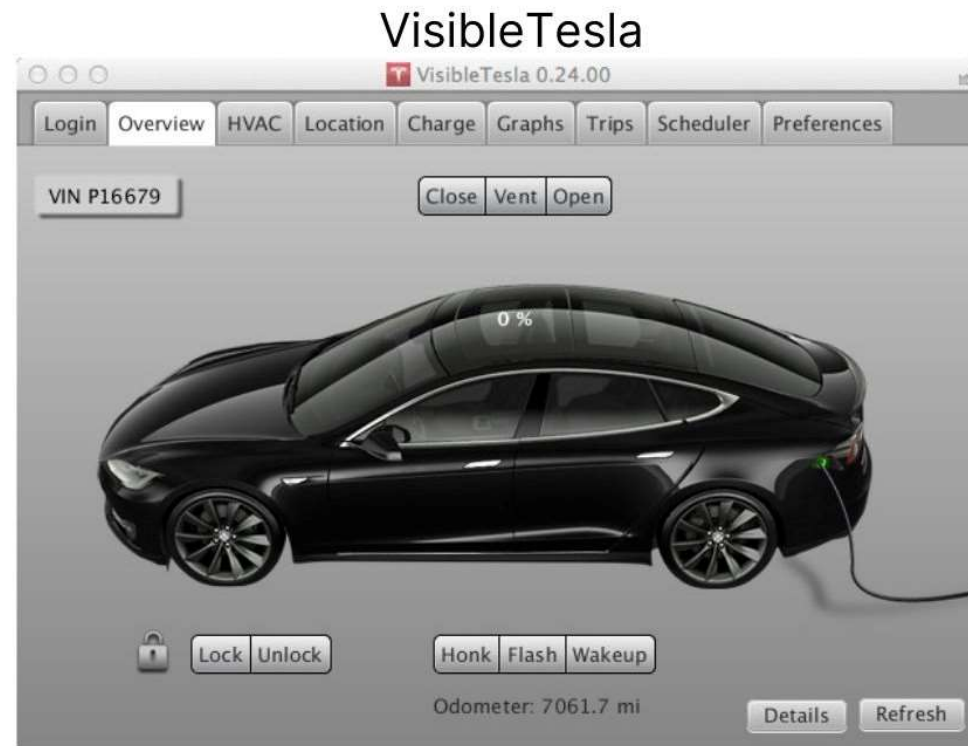 VisibleTesla
VisibleTesla 0.24.00
Login Overview HVAC Location Charge Graphs Trips Scheduler Preferences
VIN P16679
Close Vent Open
0 %
Lock Unlock
Honk Flash Wakeup
Odometer: 7061.7 mi
Details Refresh